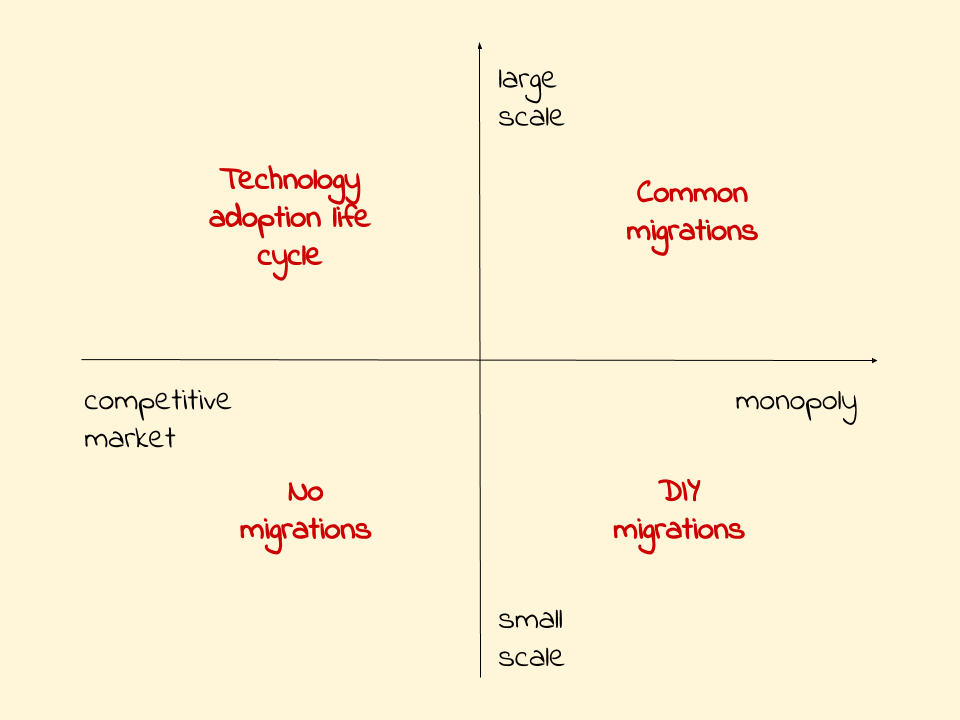 large
scale
Technology
adoption life
cycle
Common
migrations
competitive
market
monopoly
No
migrations
DIY
migrations
small
scale